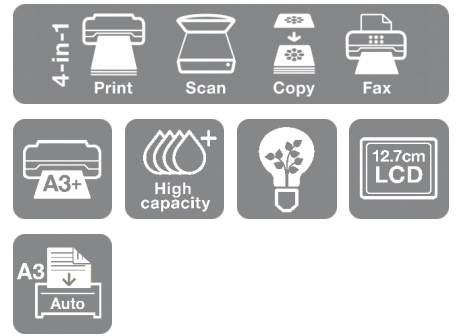 4-in-1
Print Scan Copy Fax
A3+
High
capacity
12.7cm
LCD
A3
Auto